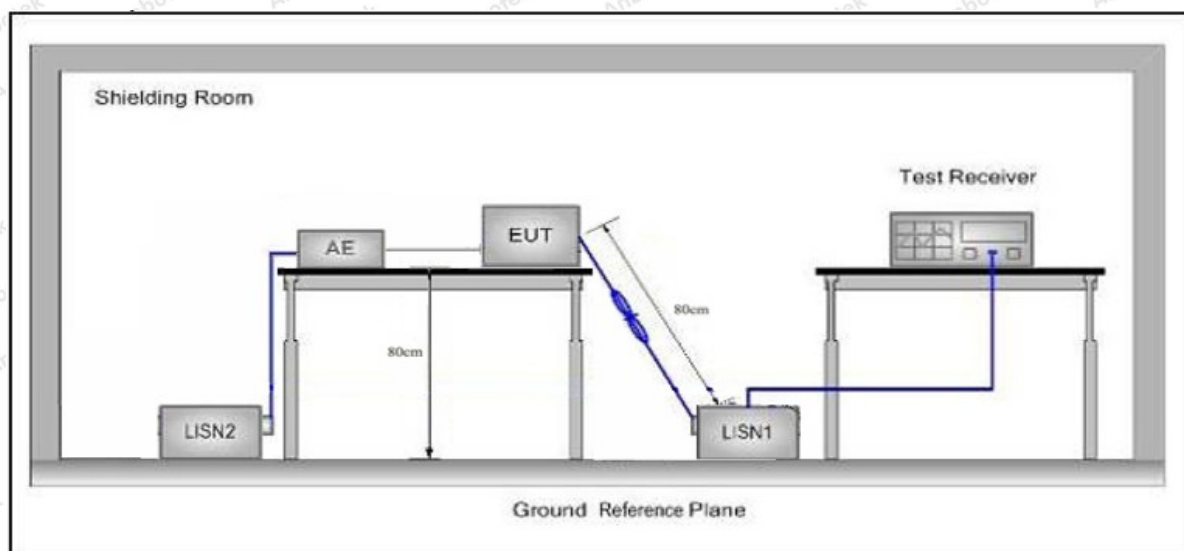 Shielding Room
Test Receiver
AE
EUT
80cm
80cm
LISN2
LISN1
Ground Reference Plane